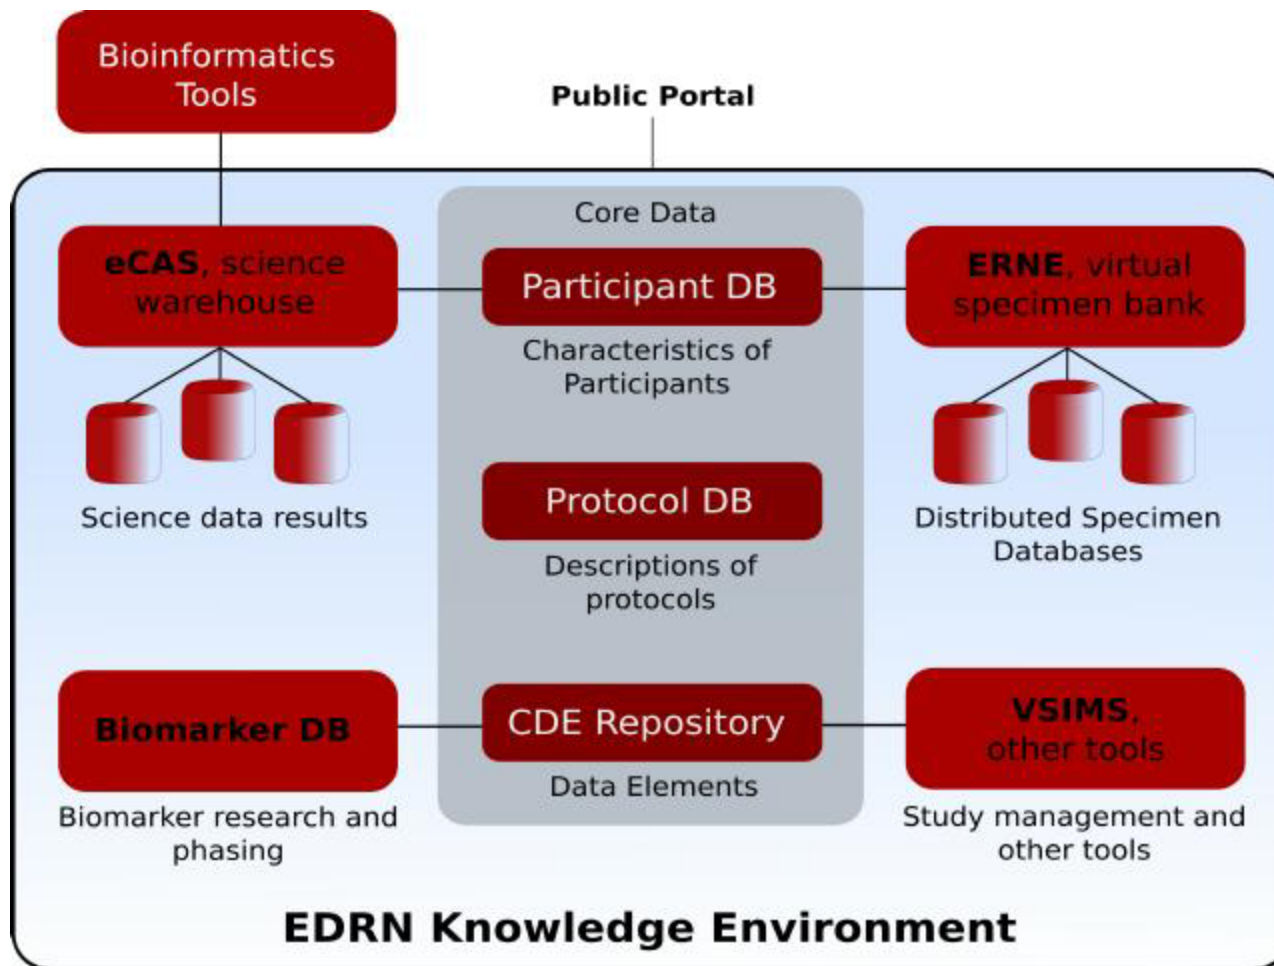 Bioinformatics
Tools
Public Portal
Core Data
eCAS, science
warehouse
Participant DB
ERNE, virtual
specimen bank
Characteristics of
Participants
Science data results
Protocol DB
Distributed Specimen
Databases
Descriptions of
protocols
Biomarker DB
CDE Repository
VSIMS,
other tools
Data Elements
Biomarker research and
phasing
Study management and
other tools
EDRN Knowledge Environment